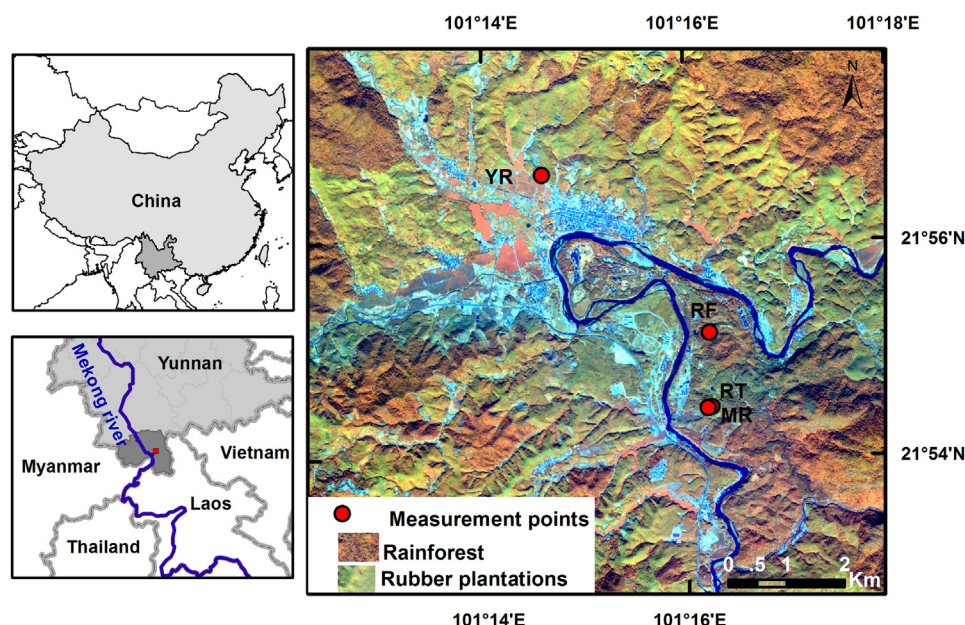 101°14'E
101°16'E
101°18'E
China
N
YR
21°56'N
RF
RT
MR
21°54'N
Mekong river
Yunnan
Myanmar
Vietnam
Laos
Thailand
Measurement points
Rainforest
Rubber plantations
0 .5 1 2
Km
101°14'E
101°16'E